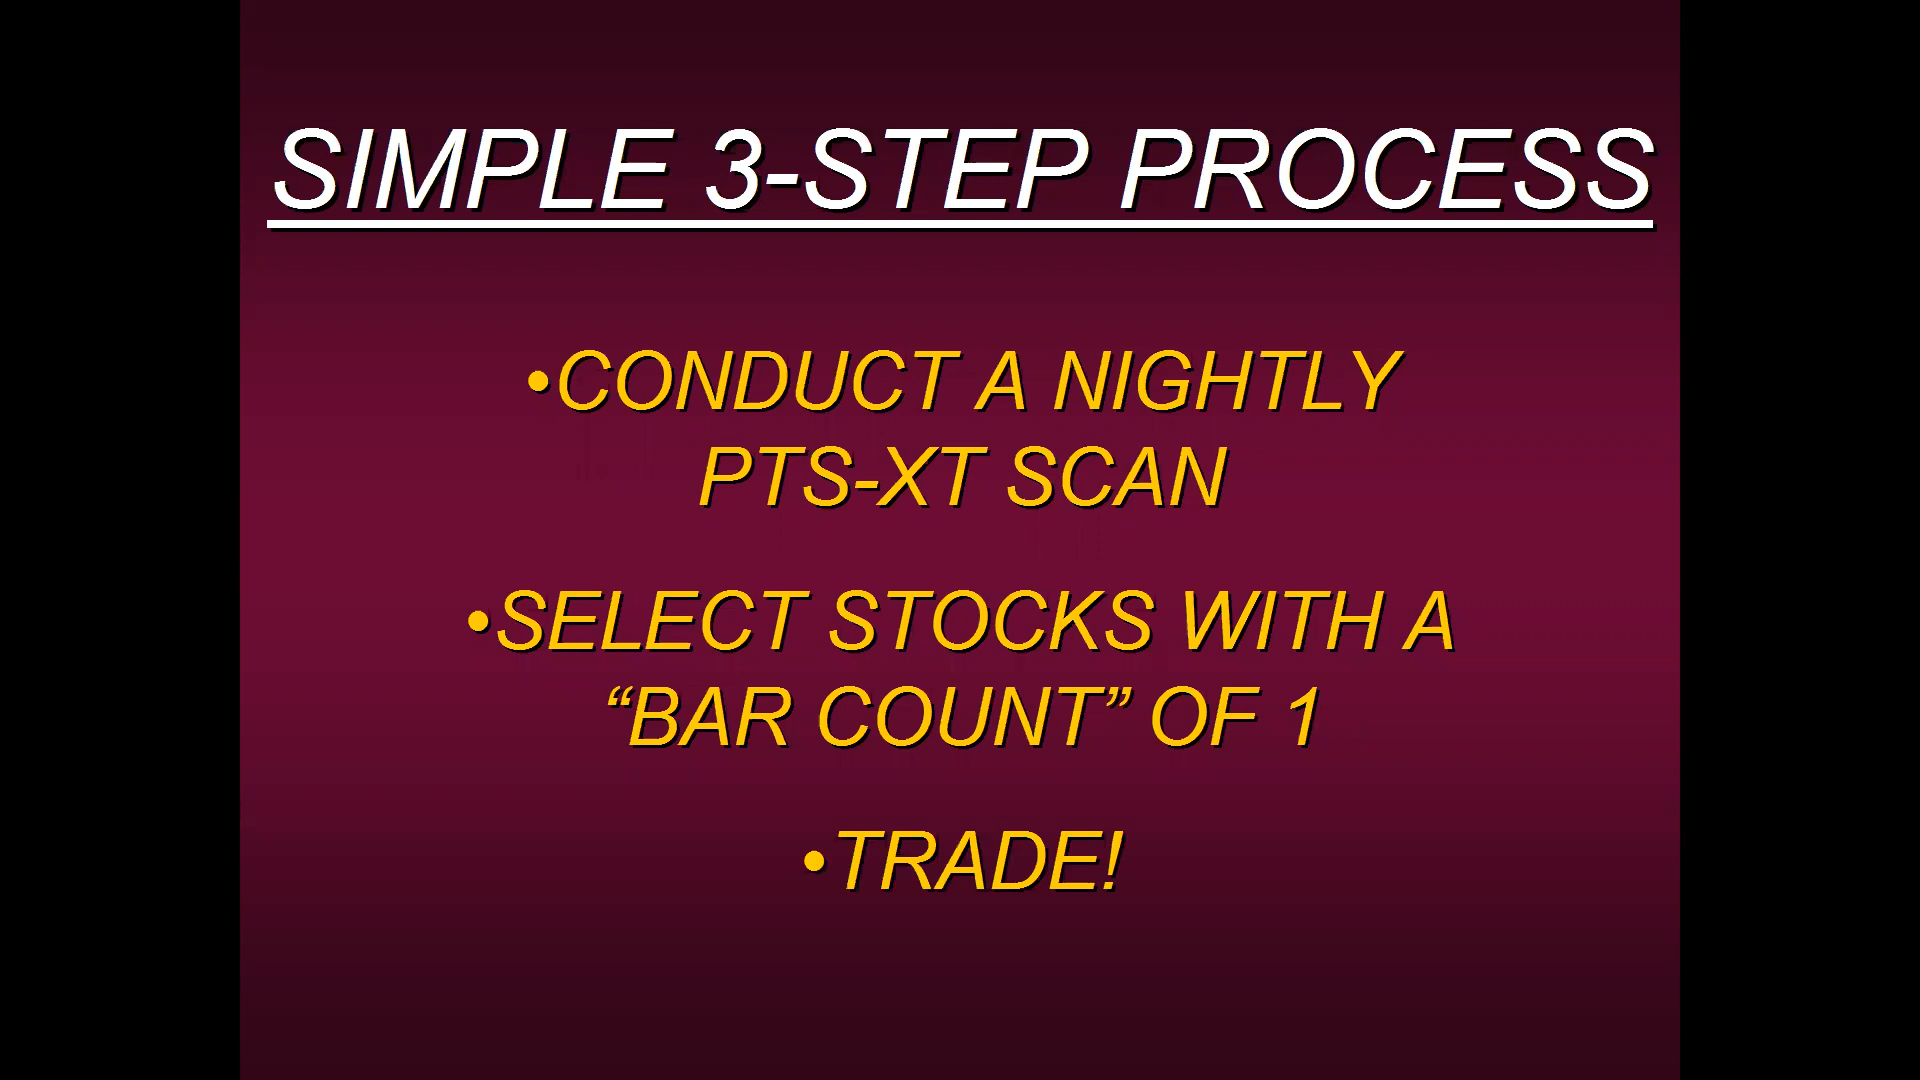 SIMPLE 3-STEP PROCESS
•CONDUCT A NIGHTLY
PTS-XT SCAN
•SELECT STOCKS WITH A
“BAR COUNT” OF 1
•TRADE!